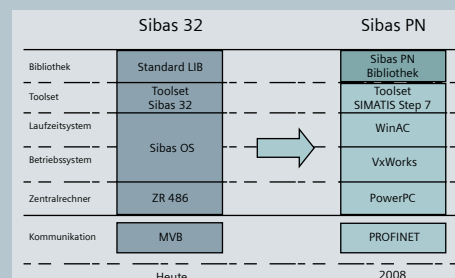 Sibas 32
Sibas PN
Bibliothek
Standard LIB
Sibas PN
Bibliothek
Toolset
Toolset
Sibas 32
Toolset
SIMATIS Step 7
Laufzeitsystem
WinAC
Sibas OS
Betriebssystem
VxWorks
Zentralrechner
ZR 486
PowerPC
Kommunikation
MVB
PROFINET
Heute
2008